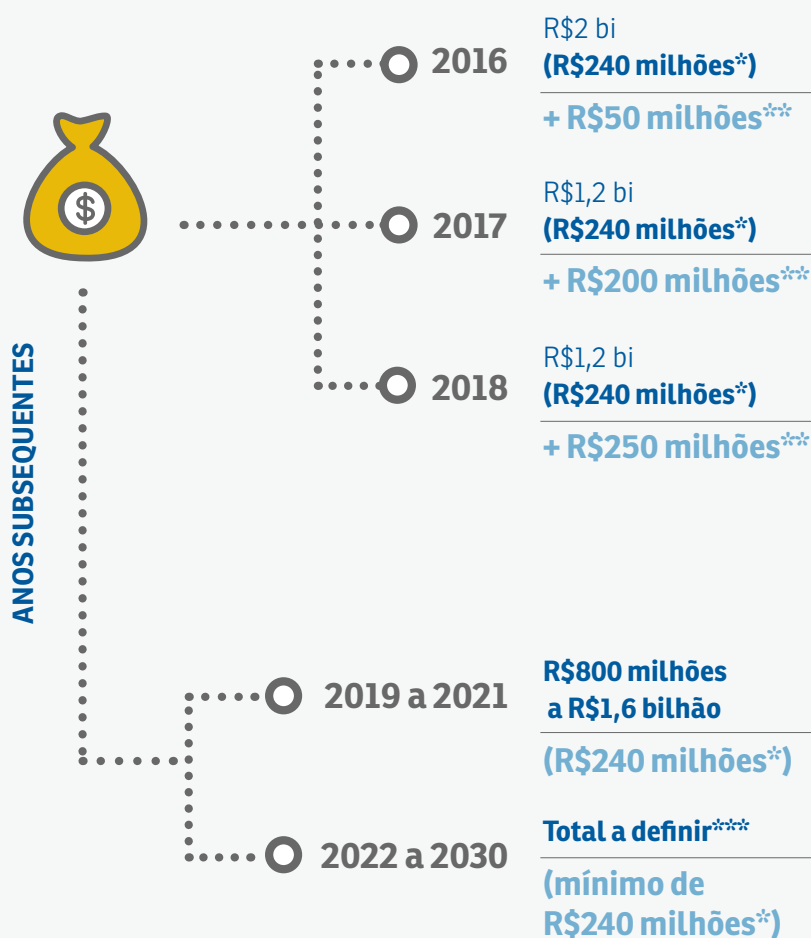 2016
R$2 bi
(R$240 milhões*)
+ R$50 milhões**
$
2017
R$1,2 bi
(R$240 milhões*)
+ R$200 milhões**
2018
R$1,2 bi
(R$240 milhões*)
+ R$250 milhões**
ANOS SUBSEQUENTES
2019 a 2021
R$800 milhões
a R$1,6 bilhão
(R$240 milhões*)
2022 a 2030
Total a definir***
(mínimo de
R$240 milhões*)